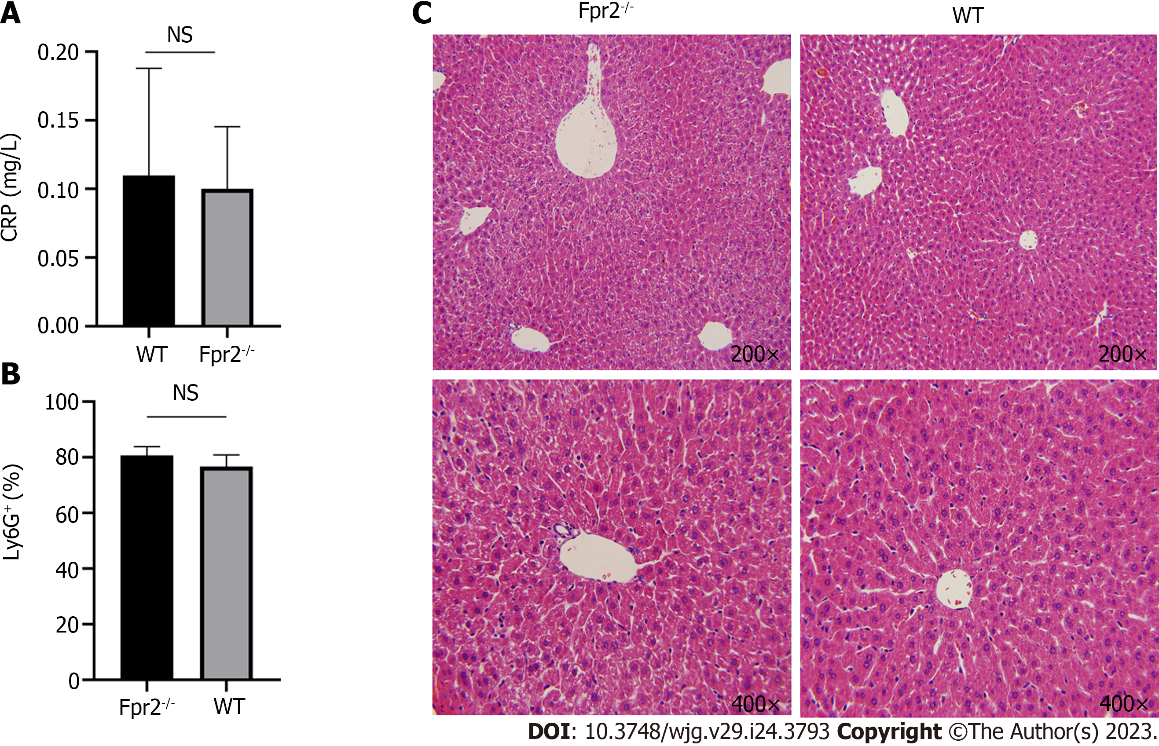 A
NS
0.20
0.15
0.10
0.05
0.00
CRP (mg/L)
WT Fpr2-/-
B
NS
100
80
60
40
20
0
Ly6G+ (%)
Fpr2-/- WT
C
Fpr2-/- WT
200× 200×
400× 400×
DOI: 10.3748/wjg.v29.i24.3793 Copyright ©The Author(s) 2023.